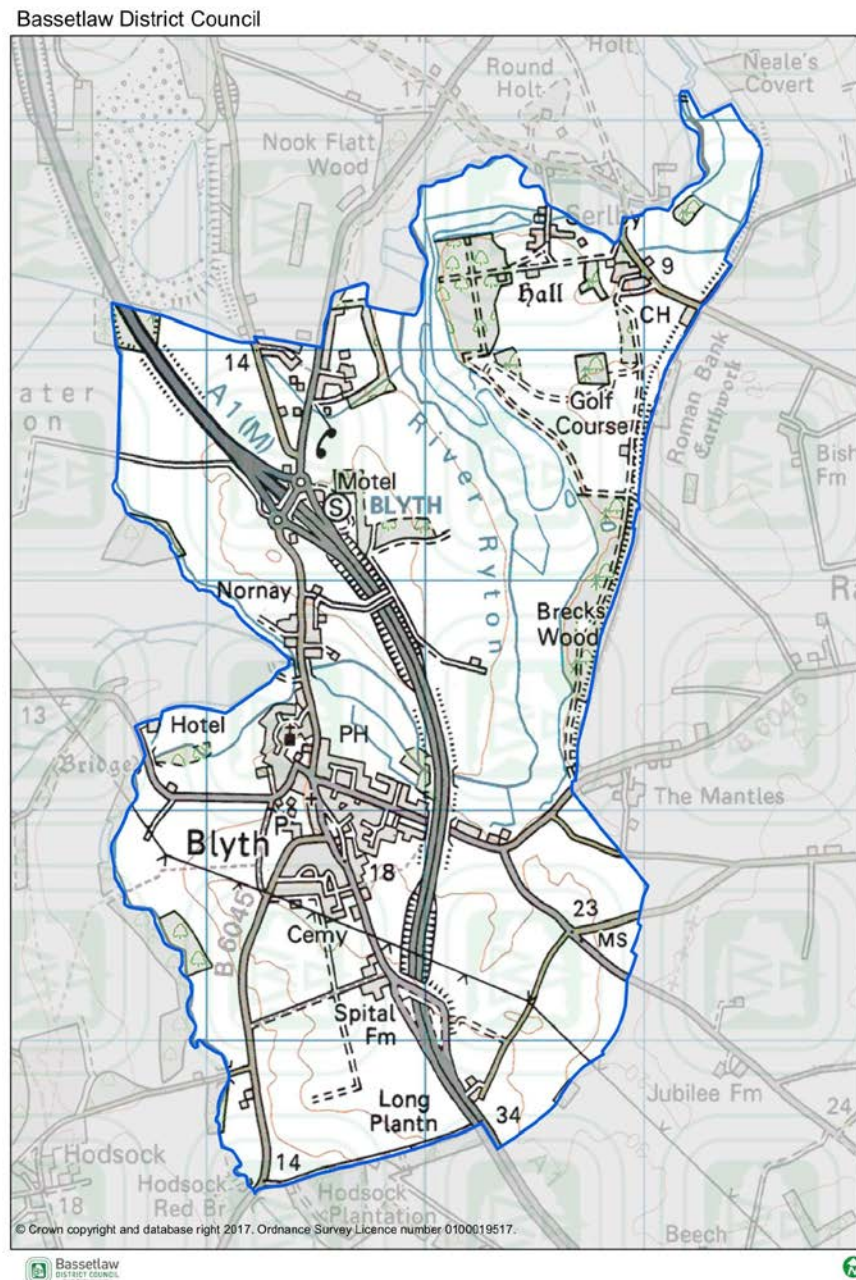 Bassetlaw District Council
Holt
Round
Holt
Neale's
Covert
17
Nook Flatt
Wood
Serlby
Hall
9
CH
14
A 1 (M)
River Ryton
Golf
Course
Roman Bank
Earthwork
Motel
S
BLYTH
Fm
Nornay
Brecks
Wood
13
Hotel
PH
Bridge
B 6045
The Mantles
P
Blyth
18
B 6045
Cemy
23
MS
Spital
Fm
Long
Plantn
34
Jubilee Fm
24
Hodsock
18
14
Hodsock
Red Br
Hodsock
Plantation
A1
Beech
© Crown copyright and database right 2017. Ordnance Survey Licence number 0100019517.
Bassetlaw
DISTRICT COUNCIL